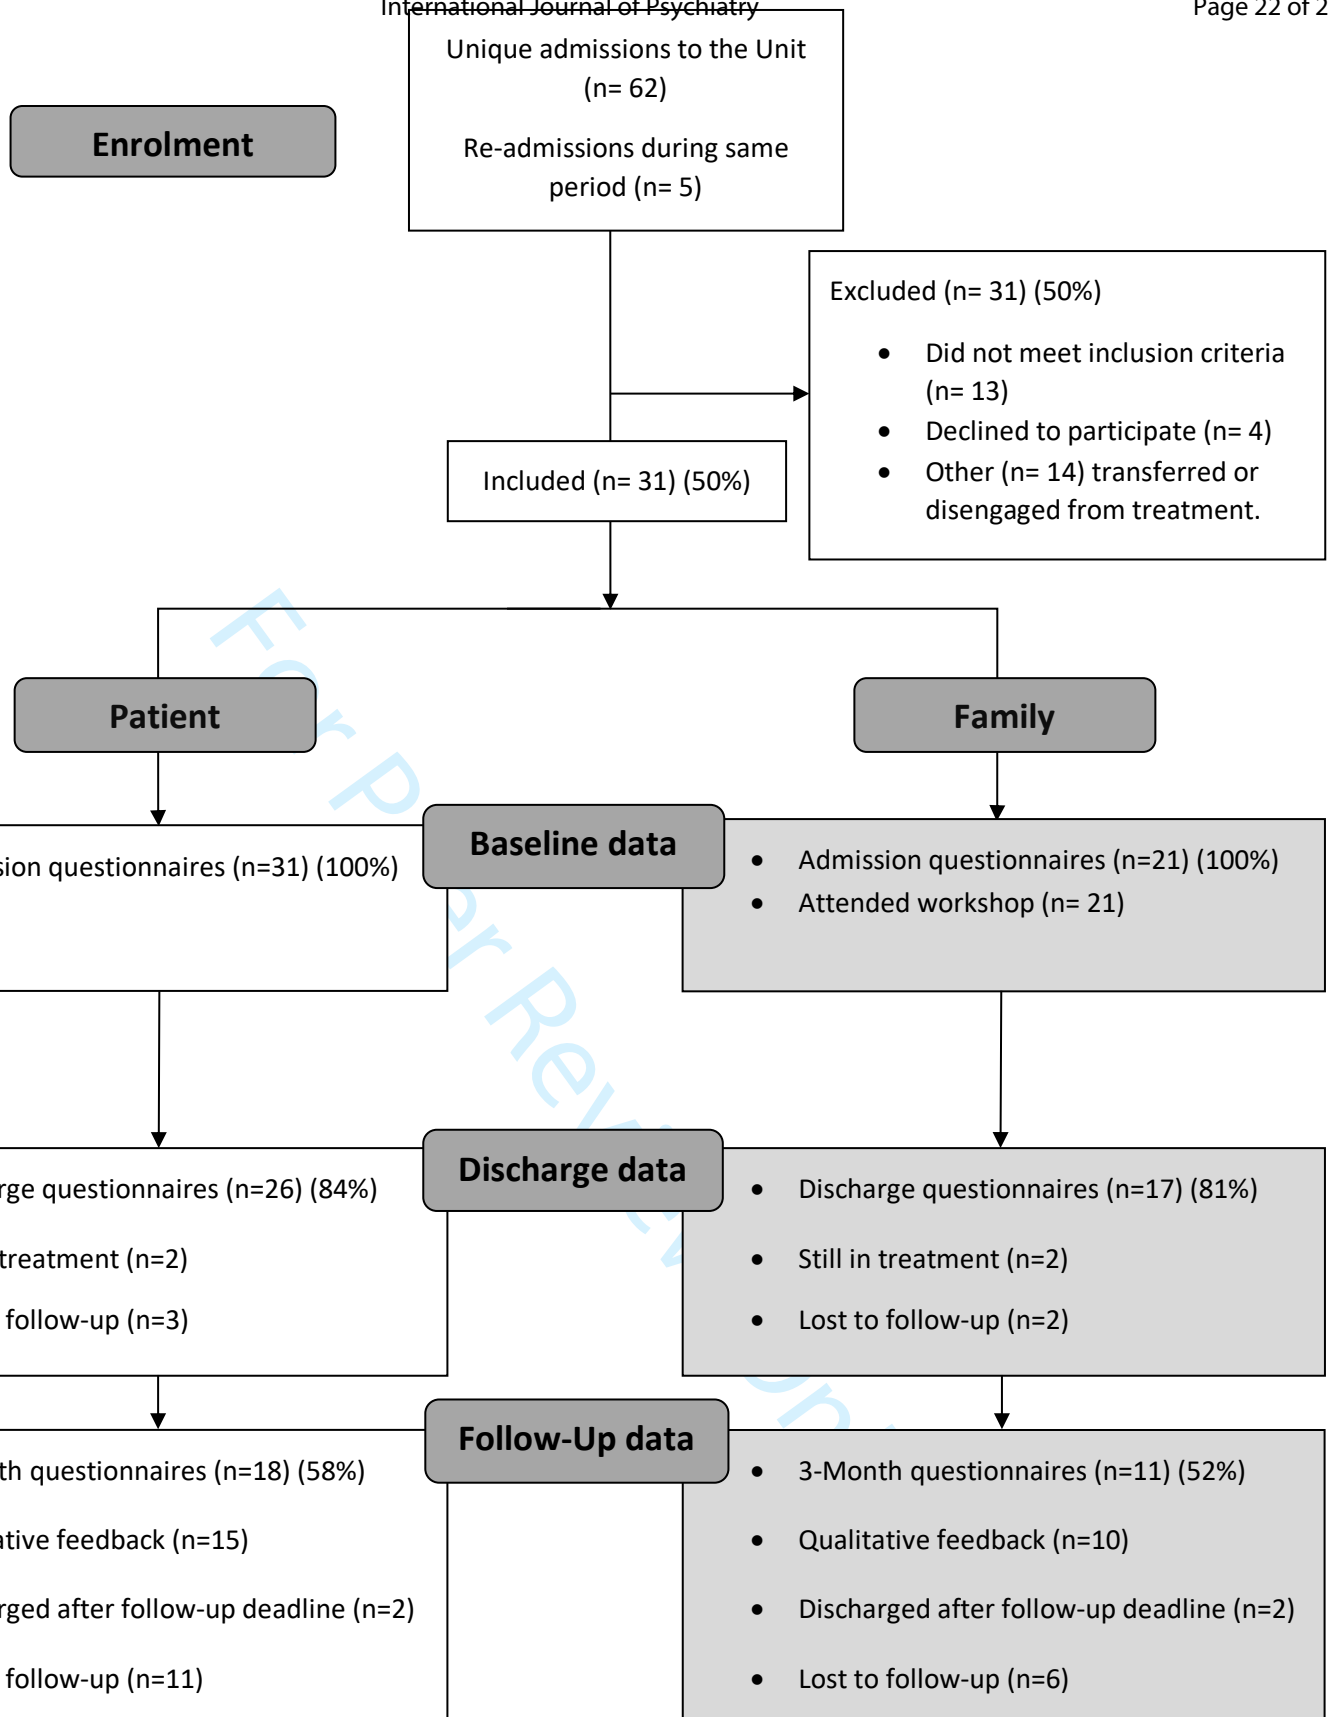 International Journal of Psychiatry
Page 22 of 2
Unique admissions to the Unit
(n= 62)
Re-admissions during same
period (n= 5)
Enrolment
Excluded (n= 31) (50%)
• Did not meet inclusion criteria
(n= 13)
• Declined to participate (n= 4)
• Other (n= 14) transferred or
disengaged from treatment.
Included (n= 31) (50%)
Patient
Family
Baseline data
sion questionnaires (n=31) (100%)
• Admission questionnaires (n=21) (100%)
• Attended workshop (n= 21)
Discharge data
rge questionnaires (n=26) (84%)
treatment (n=2)
follow-up (n=3)
• Discharge questionnaires (n=17) (81%)
• Still in treatment (n=2)
• Lost to follow-up (n=2)
Follow-Up data
th questionnaires (n=18) (58%)
ative feedback (n=15)
rged after follow-up deadline (n=2)
follow-up (n=11)
• 3-Month questionnaires (n=11) (52%)
• Qualitative feedback (n=10)
• Discharged after follow-up deadline (n=2)
• Lost to follow-up (n=6)
For Peer Review On